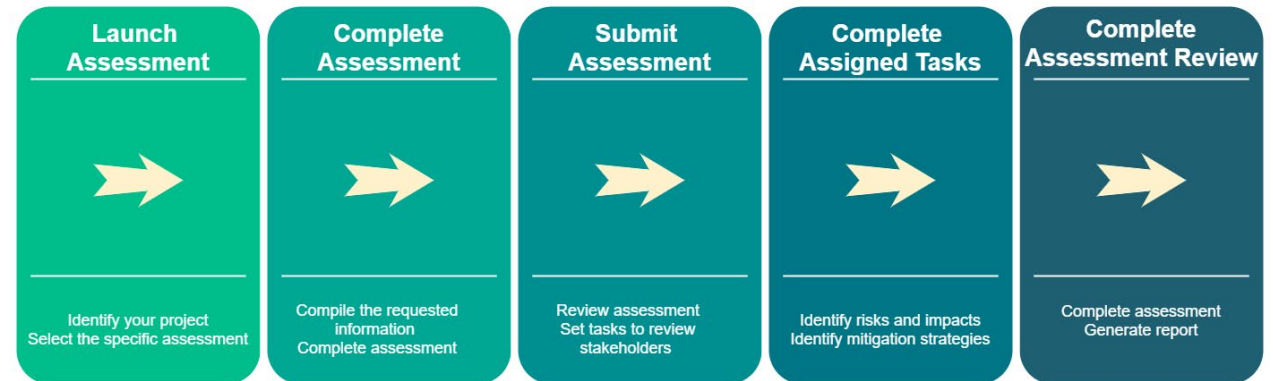 Launch
Assessment
Identify your project
Select the specific assessment
Complete
Assessment
Compile the requested
information
Complete assessment
Submit
Assessment
Review assessment
Set tasks to review
stakeholders
Complete
Assigned Tasks
Identify risks and impacts
Identify mitigation strategies
Complete
Assessment Review
Complete assessment
Generate report